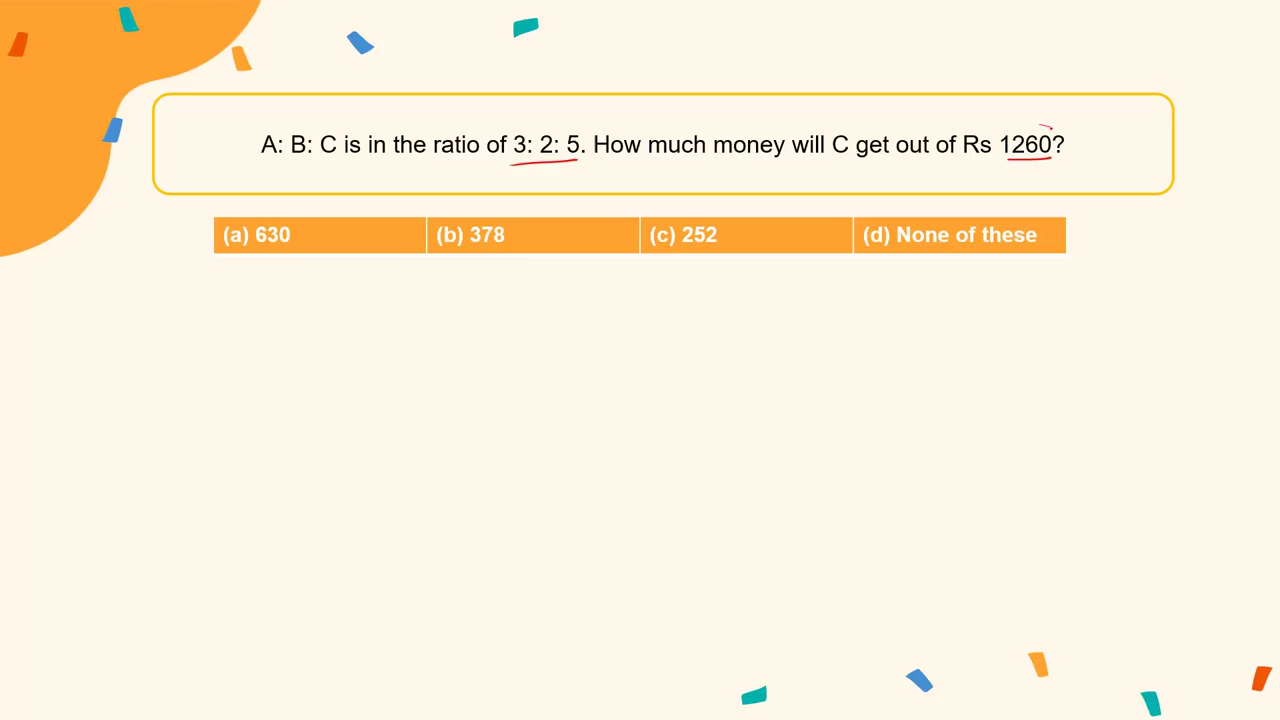 A: B: C is in the ratio of 3: 2: 5. How much money will C get out of Rs 1260?
(a) 630 (b) 378 (c) 252 (d) None of these